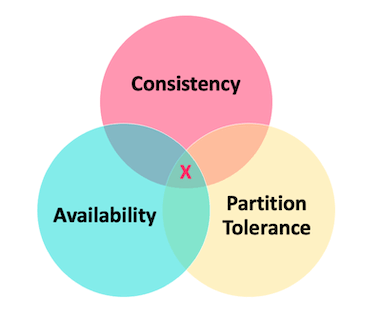 Consistency
X
Availability
Partition
Tolerance